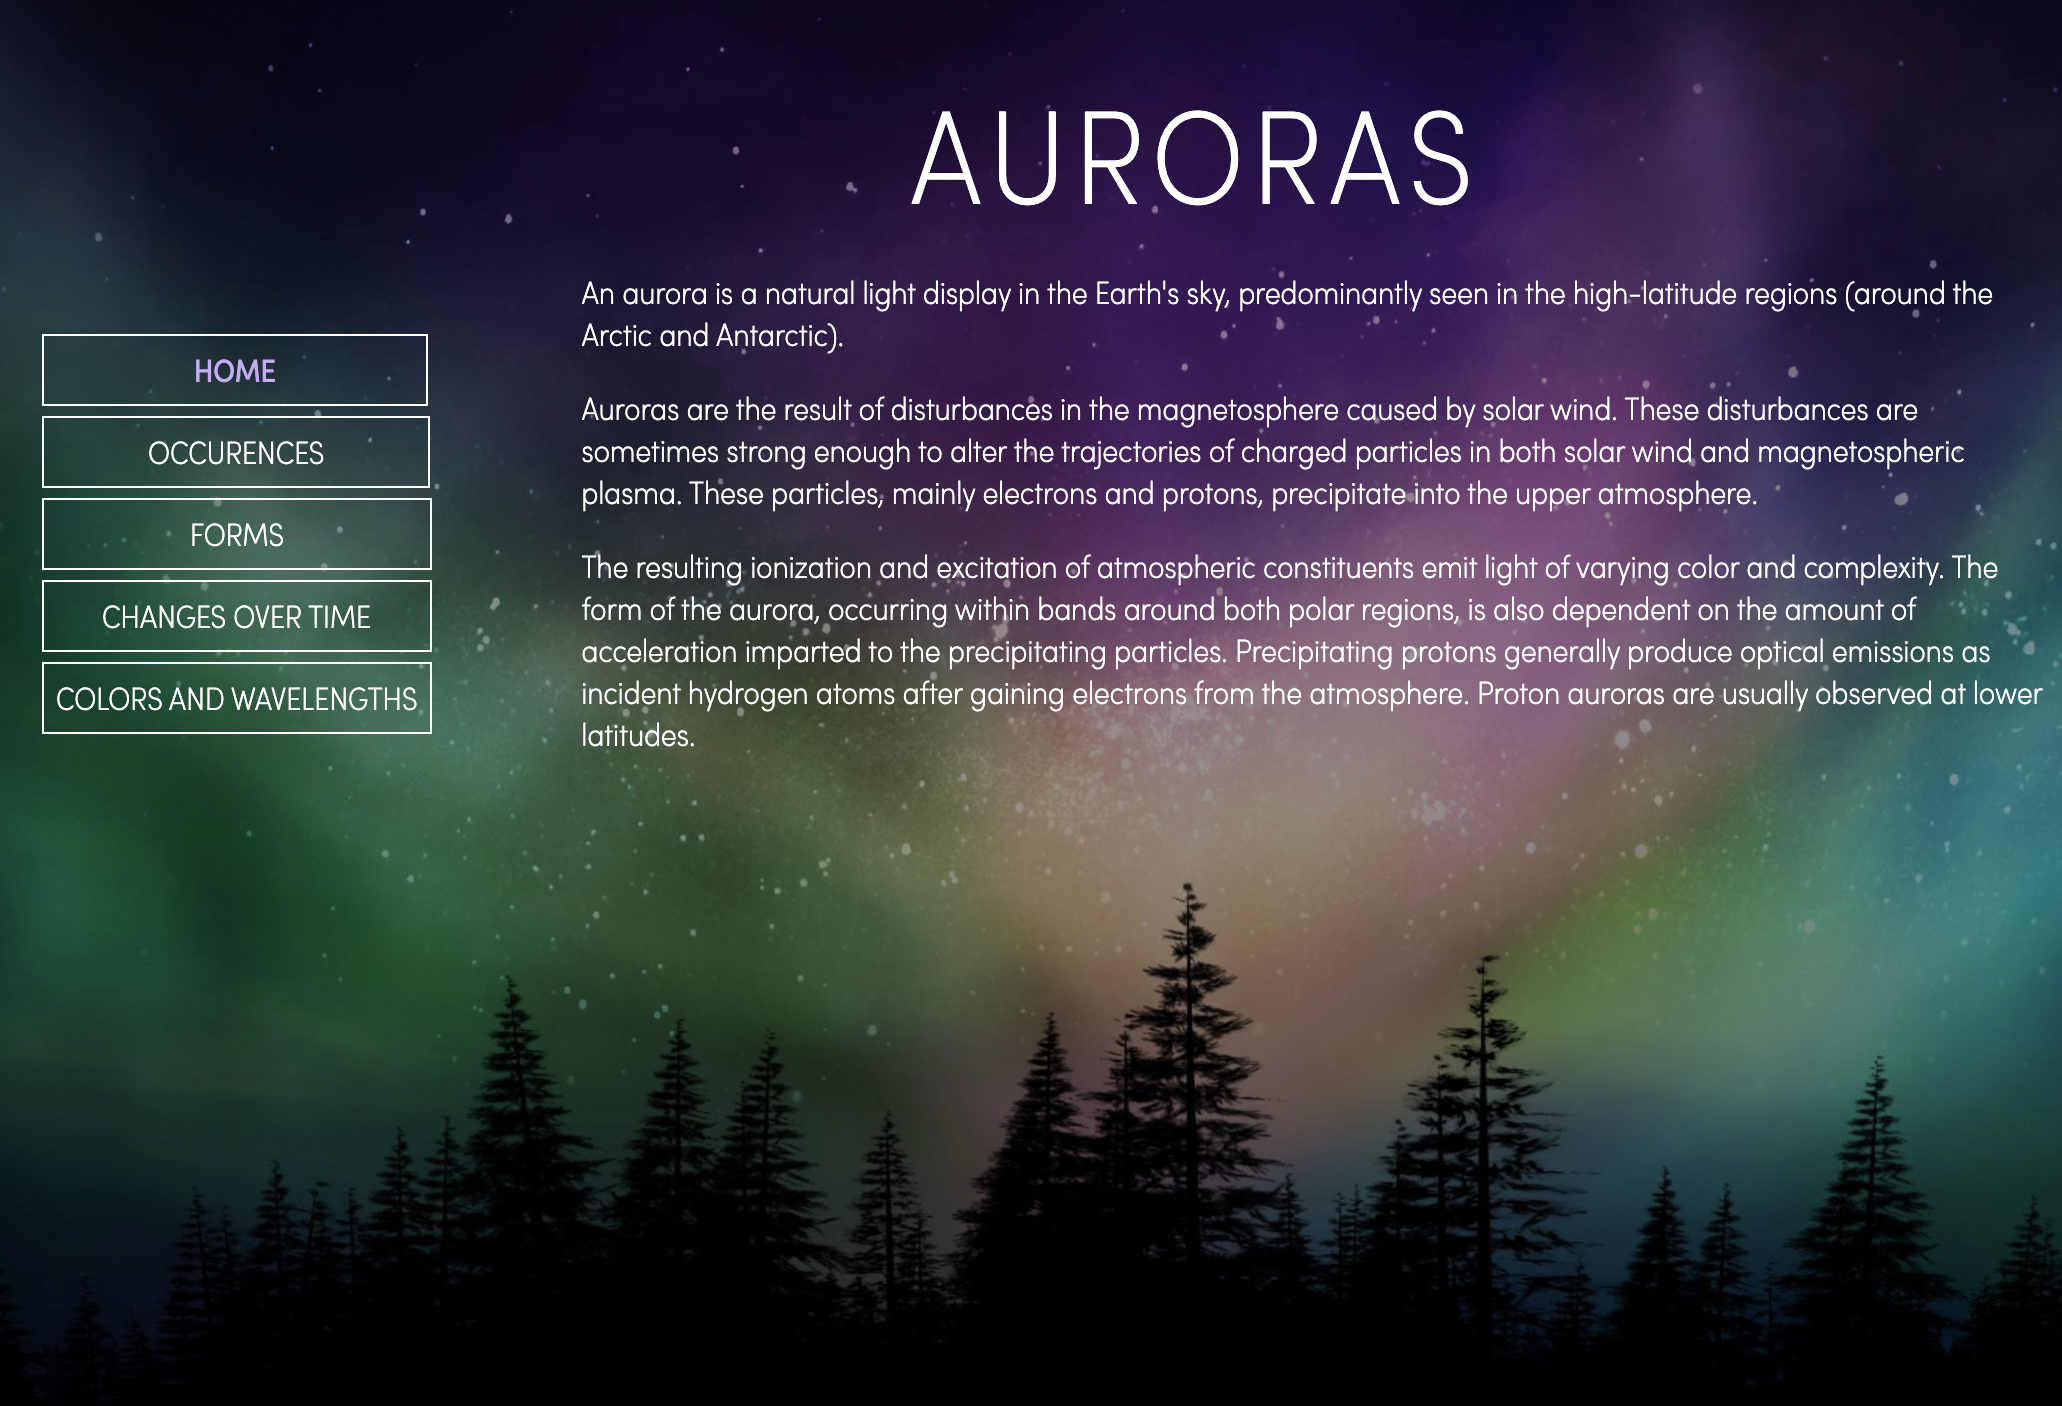 AURORAS
An aurora is a natural light display in the Earth's sky, predominantly seen in the high-latitude regions (around the
Arctic and Antarctic).
HOME
OCCURENCES
FORMS
CHANGES OVER TIME
COLORS AND WAVELENGTHS
Auroras are the result of disturbances in the magnetosphere caused by solar wind. These disturbances are
sometimes strong enough to alter the trajectories of charged particles in both solar wind and magnetospheric
plasma. These particles, mainly electrons and protons, precipitate into the upper atmosphere.
The resulting ionization and excitation of atmospheric constituents emit light of varying color and complexity. The
form of the aurora, occurring within bands around both polar regions, is also dependent on the amount of
acceleration imparted to the precipitating particles. Precipitating protons generally produce optical emissions as
incident hydrogen atoms after gaining electrons from the atmosphere. Proton auroras are usually observed at lower
latitudes.